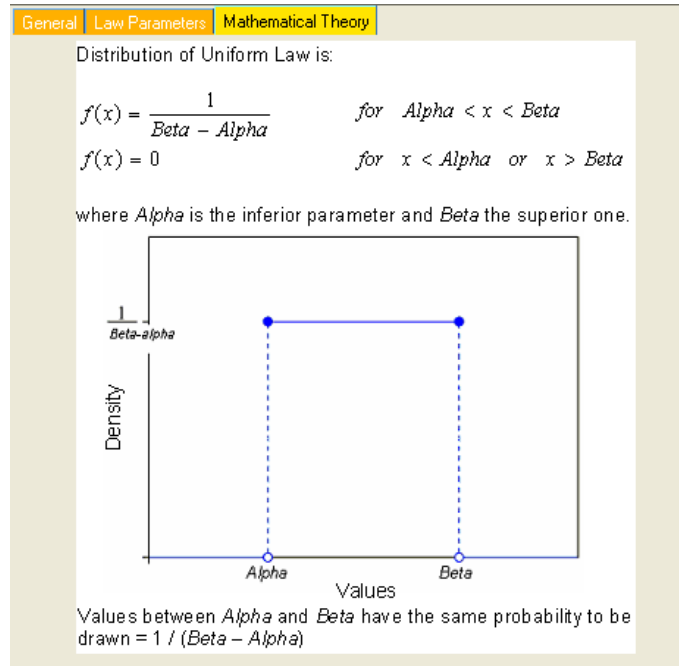 General Law Parameters Mathematical Theory
Distribution of Uniform Law is:
f(x) = 1 / (Beta – Alpha) for Alpha < x < Beta
f(x) = 0 for x < Alpha or x > Beta
where Alpha is the inferior parameter and Beta the superior one.
1
Beta-alpha
Density
Alpha Beta
Values
Values between Alpha and Beta have the same probability to be
drawn = 1 / (Beta – Alpha)